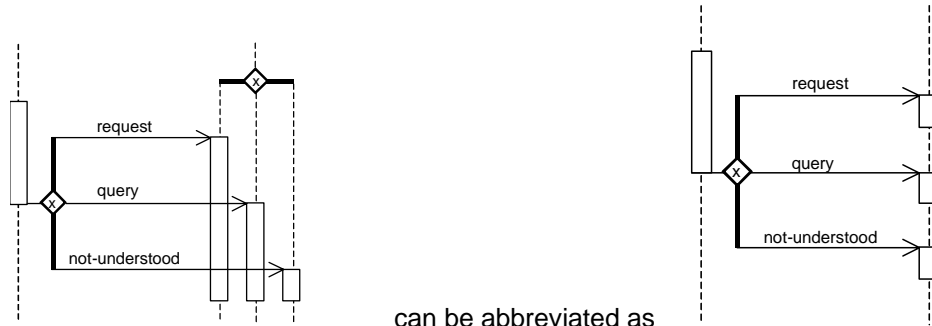 x
request
query
x
not-understood
can be abbreviated as
request
query
x
not-understood